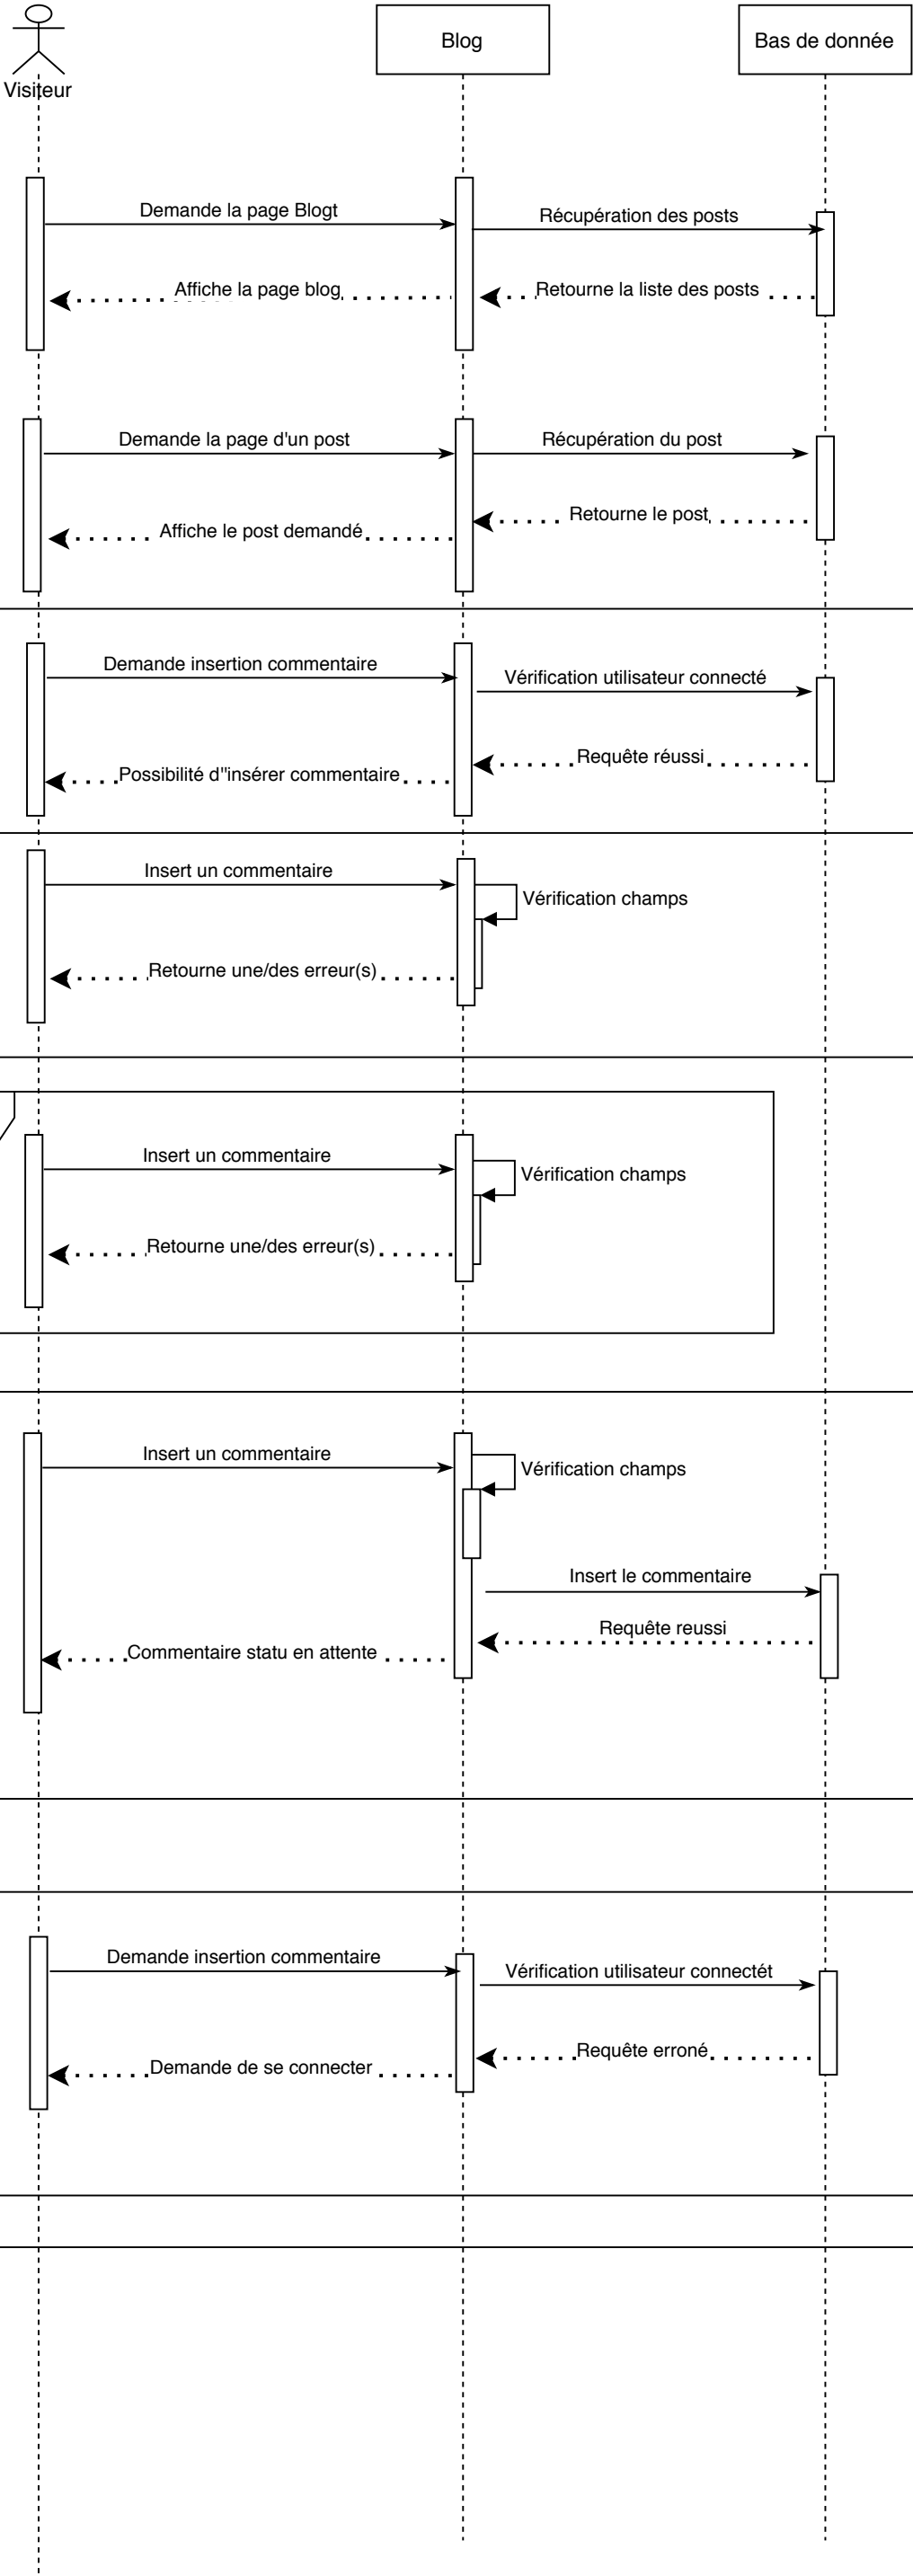 Visiteur
Blog
Bas de donnée
Demande la page Blogt
Récupération des posts
Affiche la page blog
Retourne la liste des posts
Demande la page d'un post
Récupération du post
Retourne le post
Affiche le post demandé
Demande insertion commentaire
Vérification utilisateur connecté
Requête réussi
Possibilité d"insérer commentaire
Insert un commentaire
Vérification champs
Retourne une/des erreur(s)
Insert un commentaire
Vérification champs
Retourne une/des erreur(s)
Insert un commentaire
Vérification champs
Insert le commentaire
Requête reussi
Commentaire statu en attente
Demande insertion commentaire
Vérification utilisateur connectét
Requête erroné
Demande de se connecter